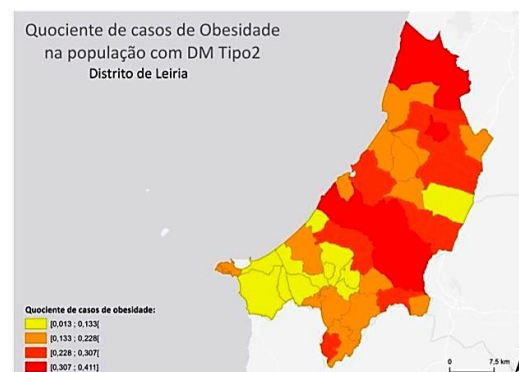 Quociente de casos de Obesidade
na população com DM Tipo2
Distrito de Leiria
Quociente de casos de obesidade:
[0,013 ; 0,133[
[0,133 ; 0,228[
[0,228 ; 0,307[
[0,307 ; 0,411]
0 7,5 km